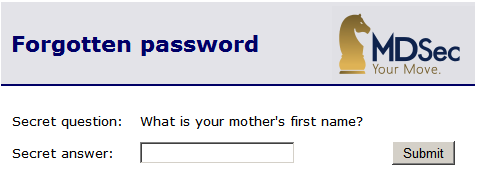 Forgotten password
MDSec
Your Move.
Secret question: What is your mother's first name?
Secret answer: Submit